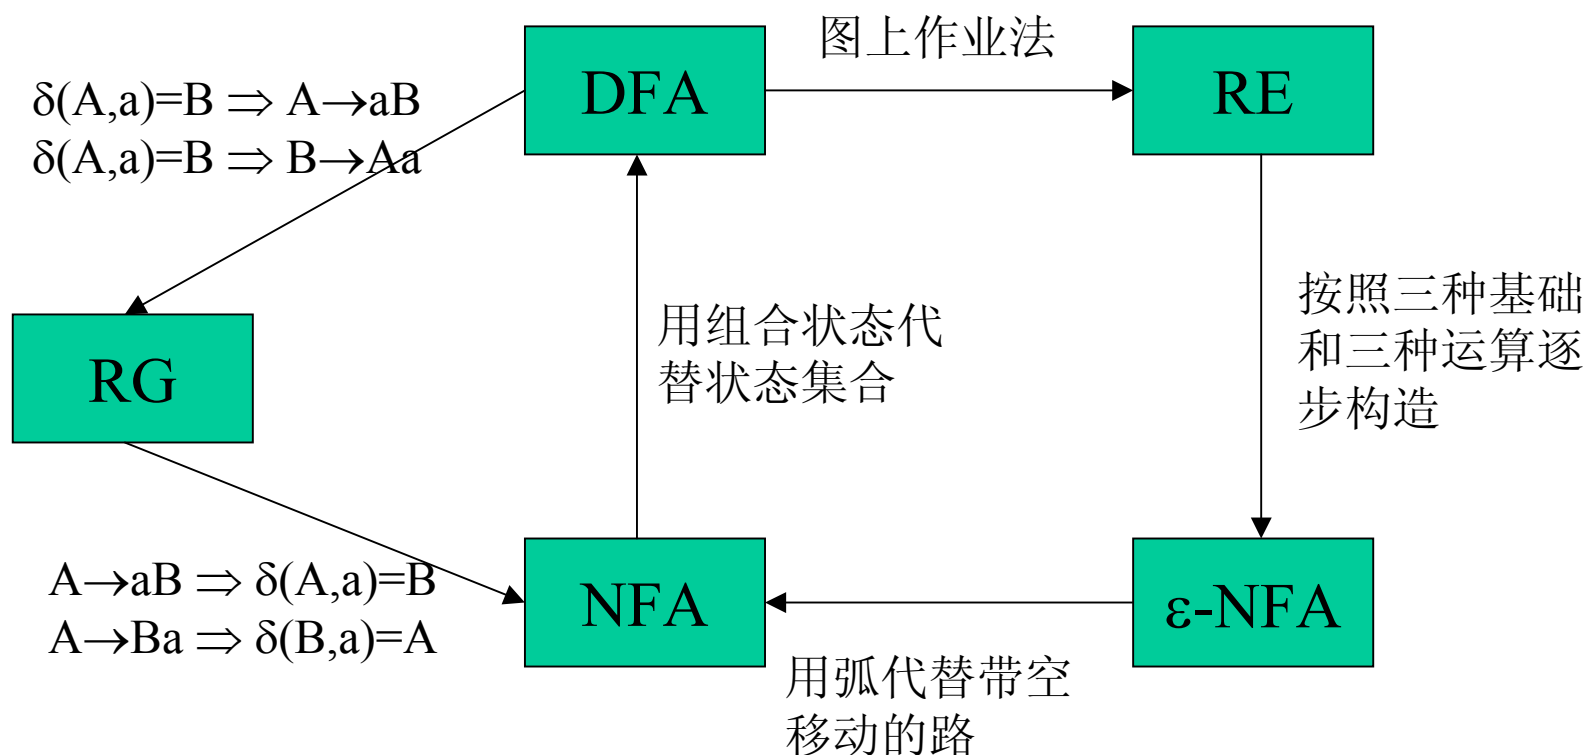 图上作业法
DFA
RE
δ(A,a)=B ⇒ A→aB
δ(A,a)=B ⇒ B→Aa
用组合状态代
替状态集合
按照三种基础
和三种运算逐
步构造
RG
A→aB ⇒ δ(A,a)=B
A→Ba ⇒ δ(B,a)=A
NFA
ε-NFA
用弧代替带空
移动的路